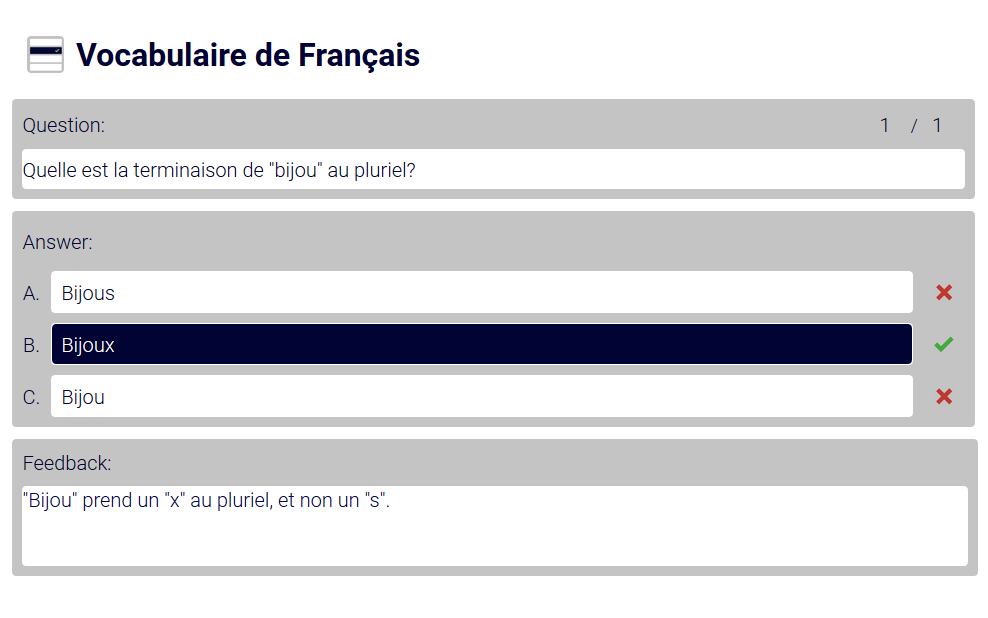 Vocabulaire de Français
Question: 1 / 1
Quelle est la terminaison de "bijou" au pluriel?
Answer:
A. Bijous
B. Bijoux
C. Bijou
Feedback:
"Bijou" prend un "x" au pluriel, et non un "s".